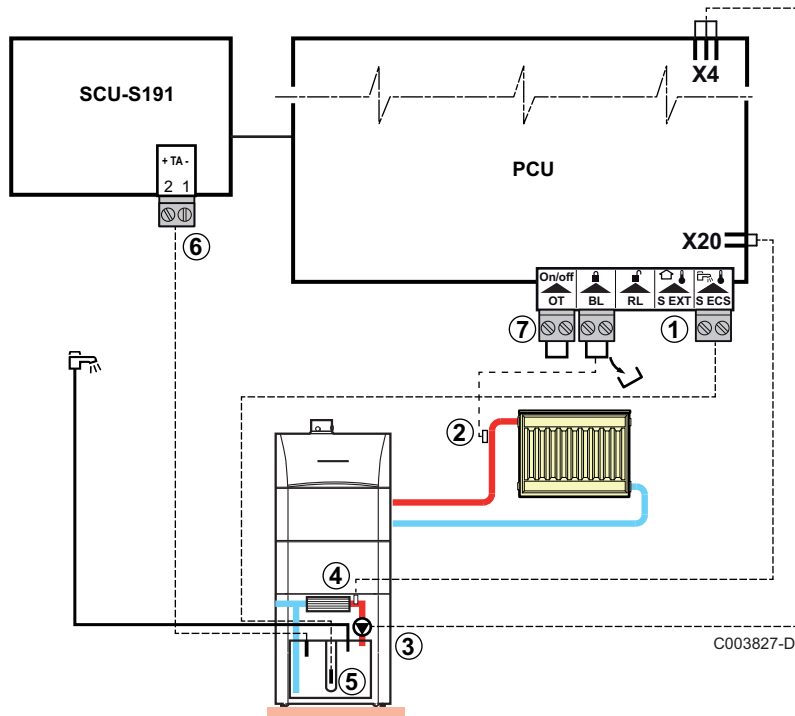 X4
SCU-S191
+ TA -
2 1
PCU
⑥
X20
On/off
OT BL RL S EXT S ECS
⑦
①
②
④
③
⑤
C003827-D